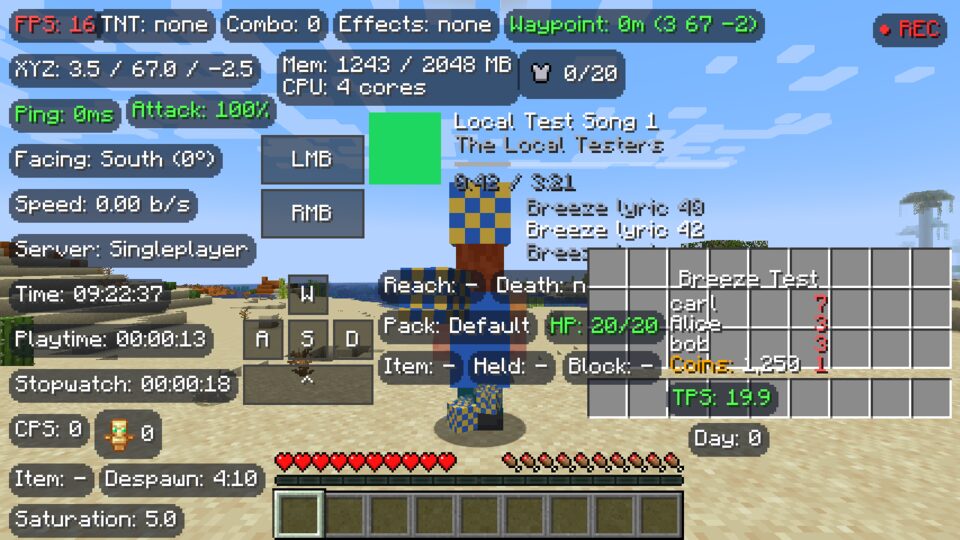 FPS: 16 TNT: none Combo: 0 Effects: none Waypoint: 0m (3 67 -2) REC
XYZ: 3.5 / 67.0 / -2.5
Mem: 1243 / 2048 MB
CPU: 4 cores
0/20
Ping: 0ms Attack: 100%
Local Test Song 1
The Local Testers
0:42 / 3:21
Facing: South (0°)
LMB
Speed: 0.00 b/s
RMB
Breeze lyric 40
Breeze lyric 42
Breeze lyric
Server: Singleplayer
Breeze Test
Time: 09:22:37
W
Reach: - Death: n
carl 7
Alice 3
bob 3
Coins: 1,250 1
Playtime: 00:00:13
A S D
Pack: Default HP: 20/20
Item: - Held: - Block: -
Stopwatch: 00:00:18
TPS: 19.9
CPS: 0
0
Day: 0
Item: - Despawn: 4:10
Saturation: 5.0